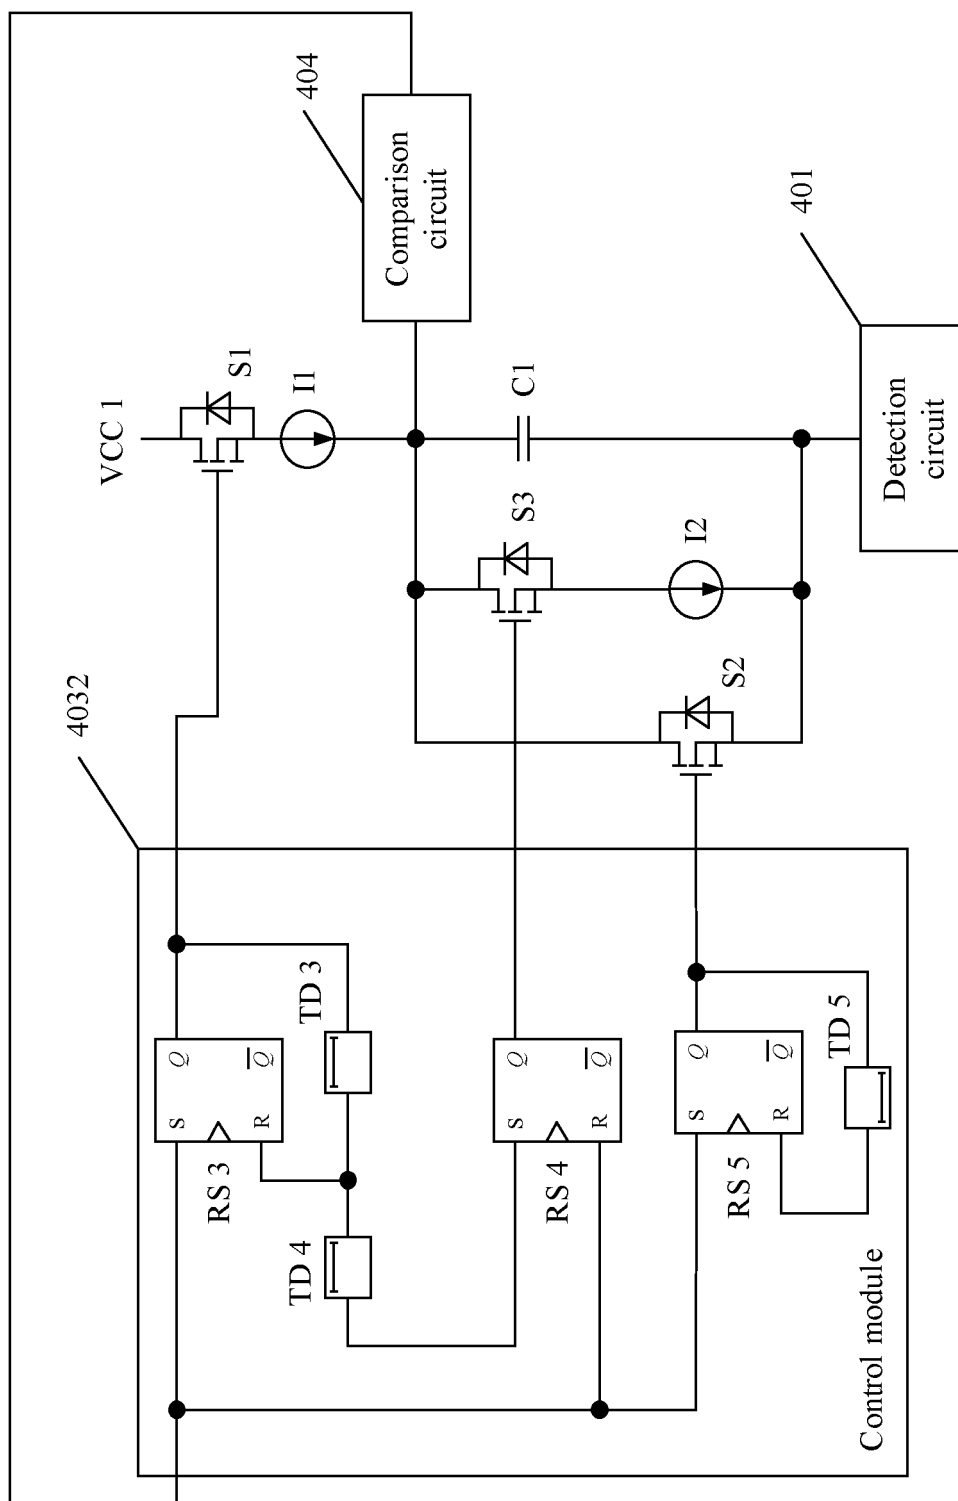 4032
VCC 1
S1
I1
404
Comparison
circuit
Q
S
Q
R
RS 3
TD 3
TD 4
S3
C1
Q
S
Q
R
RS 4
I2
401
S2
Q
S
Q
R
RS 5
TD 5
Detection
circuit
Control module